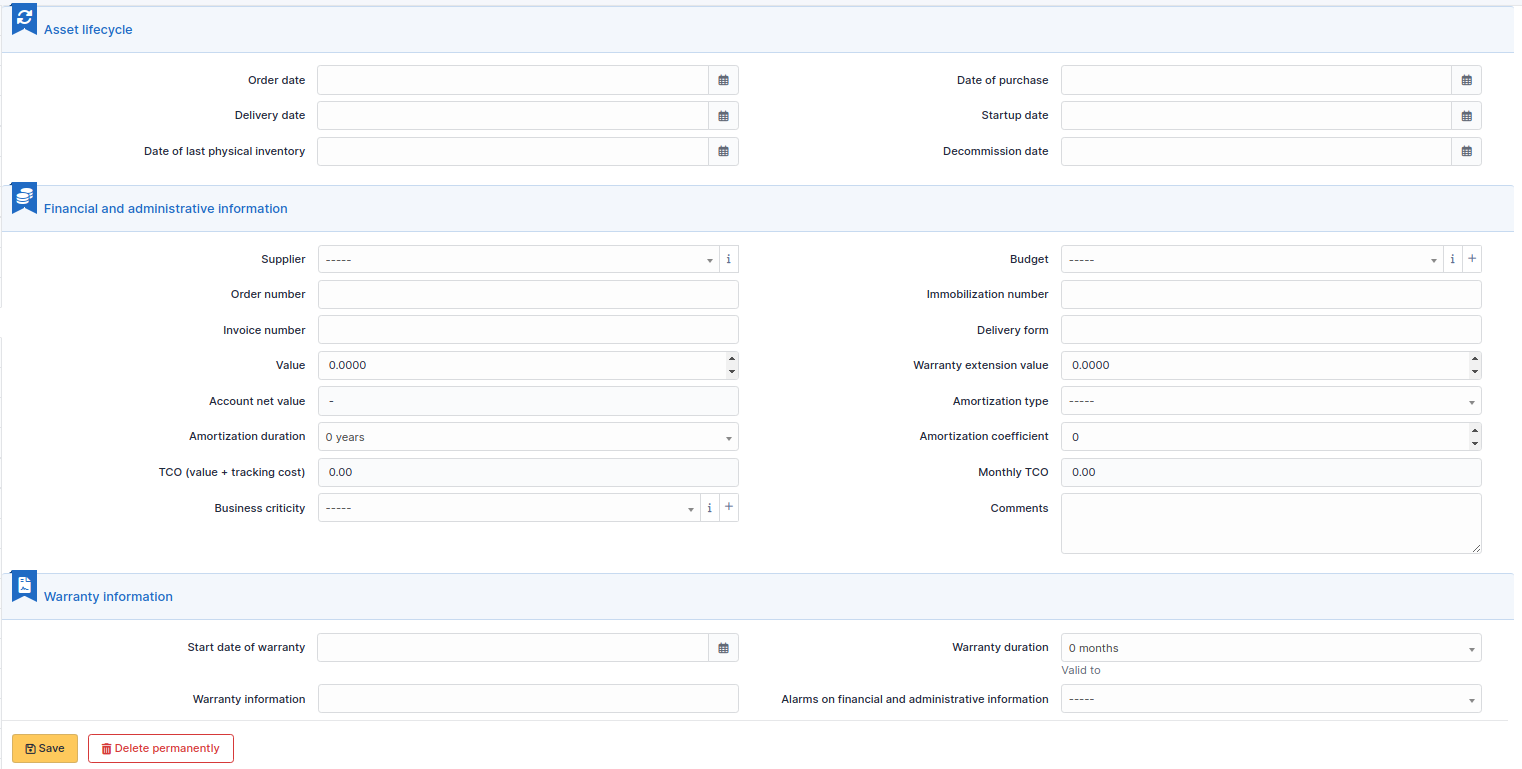 Asset lifecycle
Order date
Date of purchase
Delivery date
Startup date
Date of last physical inventory
Decommission date
Financial and administrative information
Supplier ----- i
Budget ----- i +
Order number
Immobilization number
Invoice number
Delivery form
Value 0.0000
Warranty extension value 0.0000
Account net value -
Amortization type -----
Amortization duration 0 years
Amortization coefficient 0
TCO (value + tracking cost) 0.00
Monthly TCO 0.00
Business criticity ----- i +
Comments
Warranty information
Start date of warranty
Warranty duration 0 months
Valid to
Warranty information
Alarms on financial and administrative information -----
Save
Delete permanently